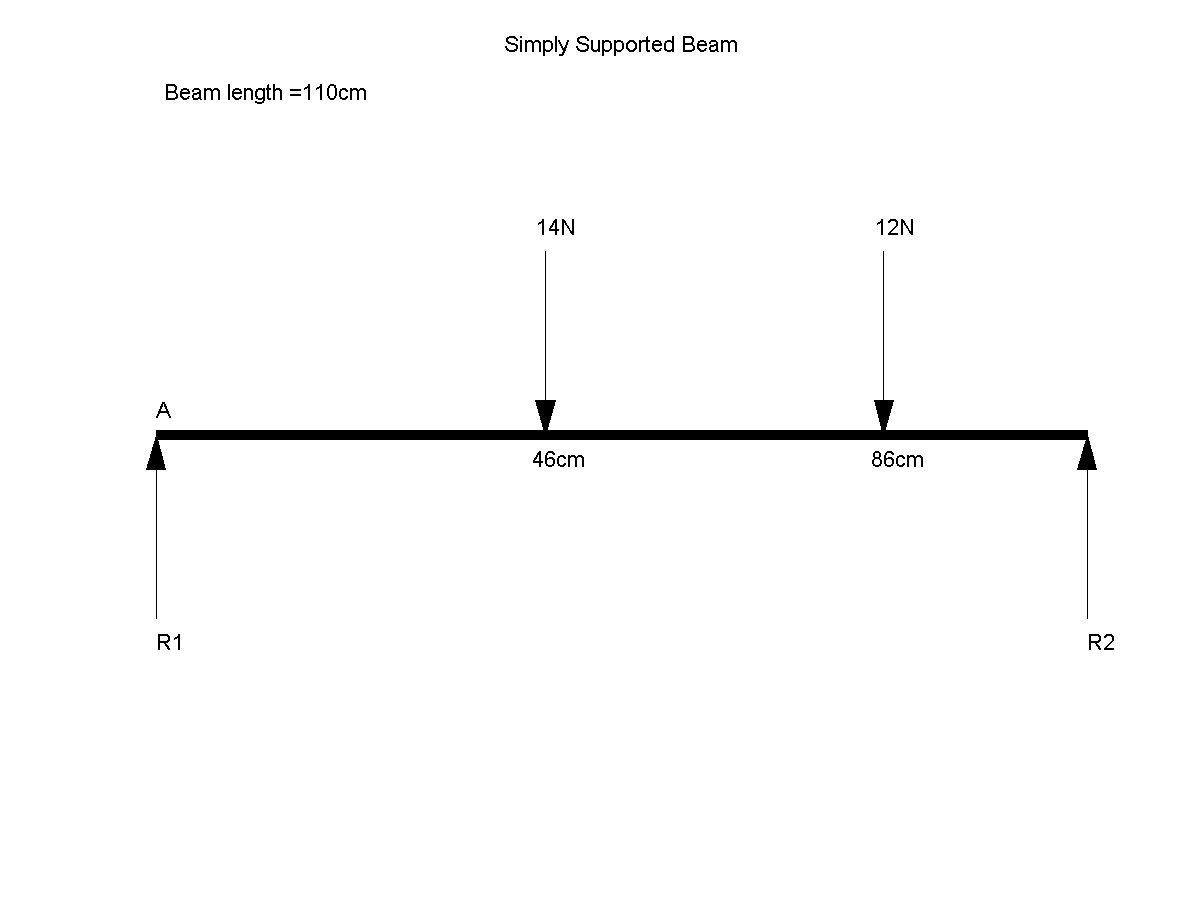 Simply Supported Beam
Beam length =110cm
14N
12N
A
46cm
86cm
R1
R2